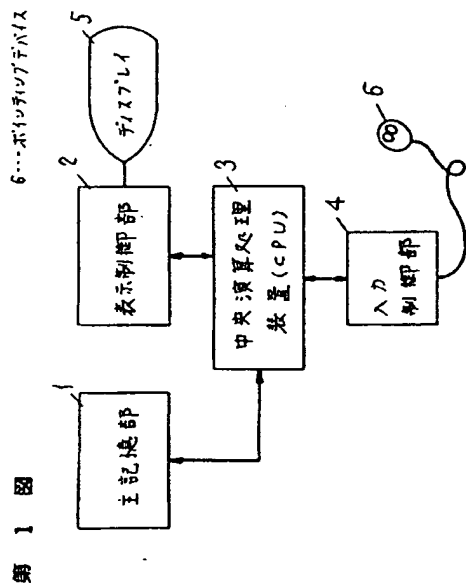 第 1 図
6…ポインティングデバイス
1
主記憶部
2
表示制御部
5
ディスプレイ
3
中央演算処理
装置(CPU)
4
入力
制御部
6